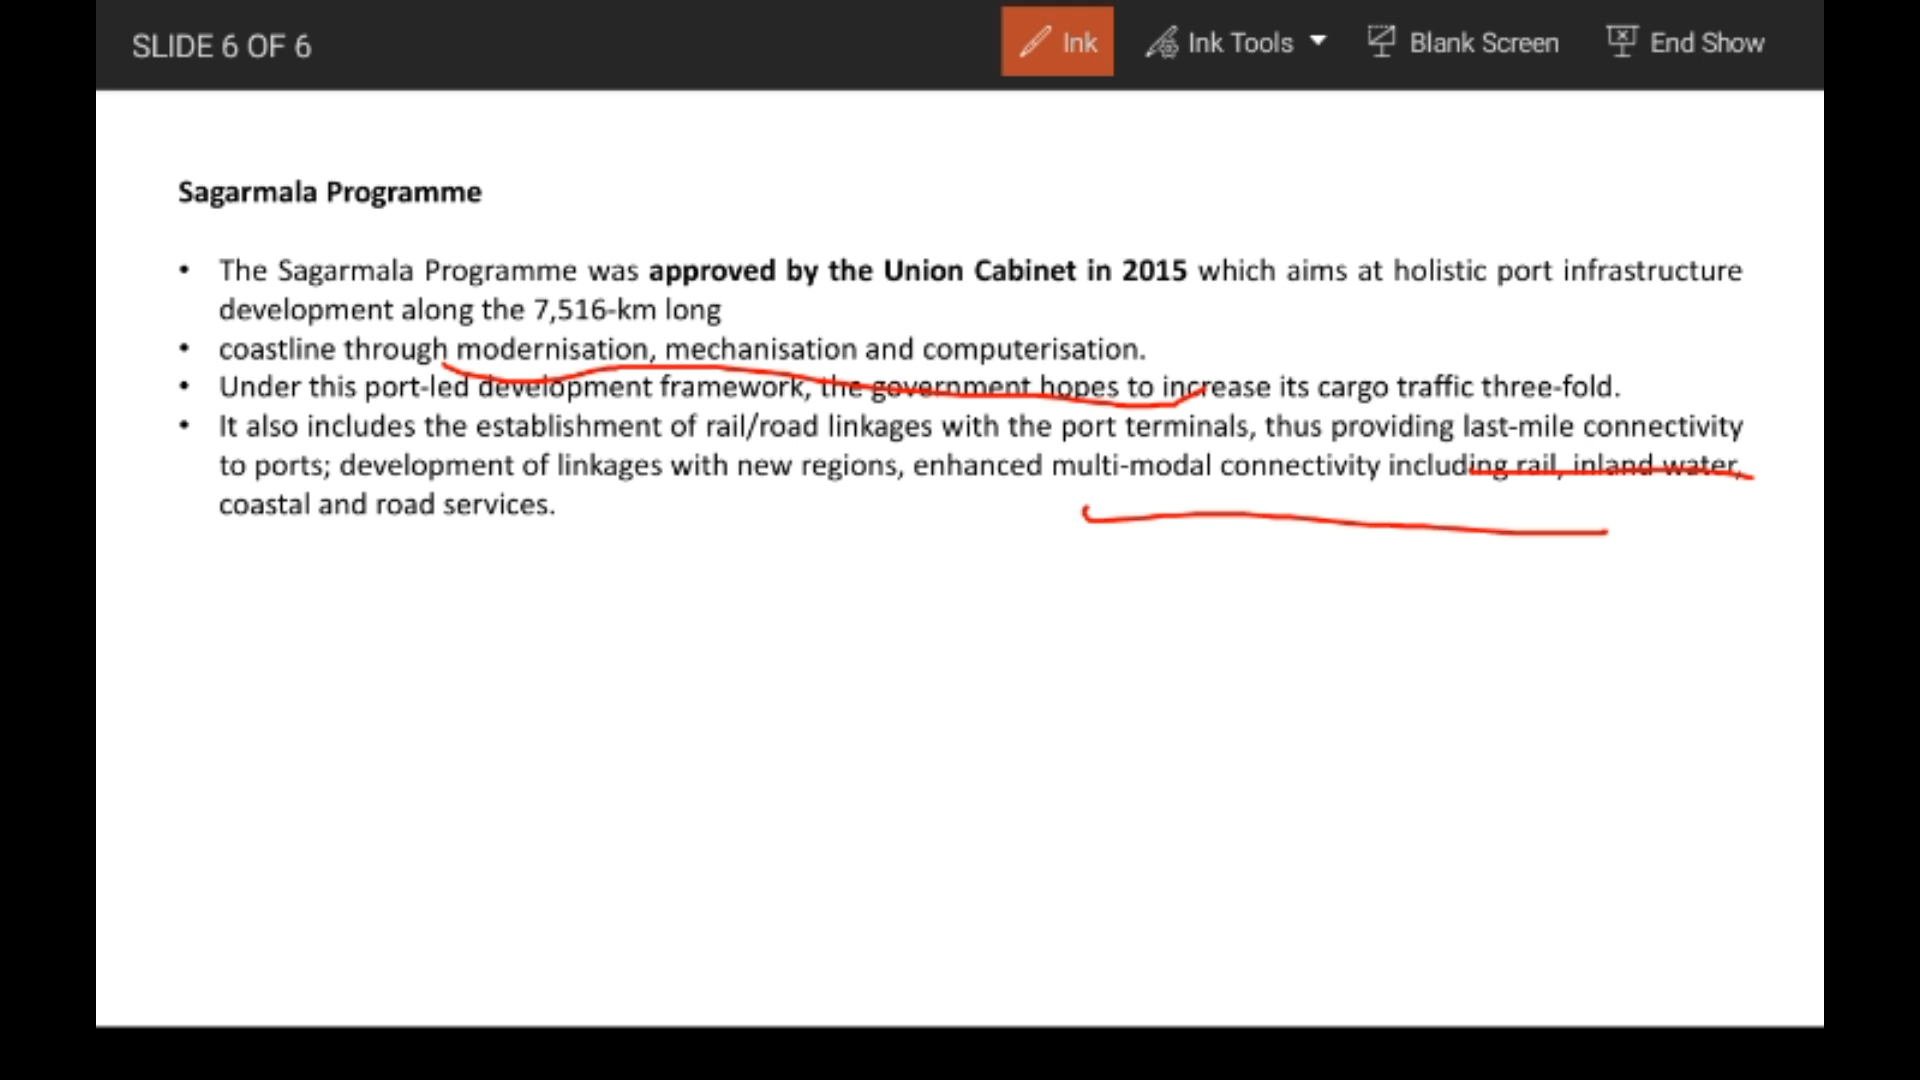 SLIDE 6 OF 6
Ink
Ink Tools
Blank Screen
End Show
Sagarmala Programme
• The Sagarmala Programme was approved by the Union Cabinet in 2015 which aims at holistic port infrastructure
development along the 7,516-km long
• coastline through modernisation, mechanisation and computerisation.
• Under this port-led development framework, the government hopes to increase its cargo traffic three-fold.
• It also includes the establishment of rail/road linkages with the port terminals, thus providing last-mile connectivity
to ports; development of linkages with new regions, enhanced multi-modal connectivity including rail, inland water,
coastal and road services.